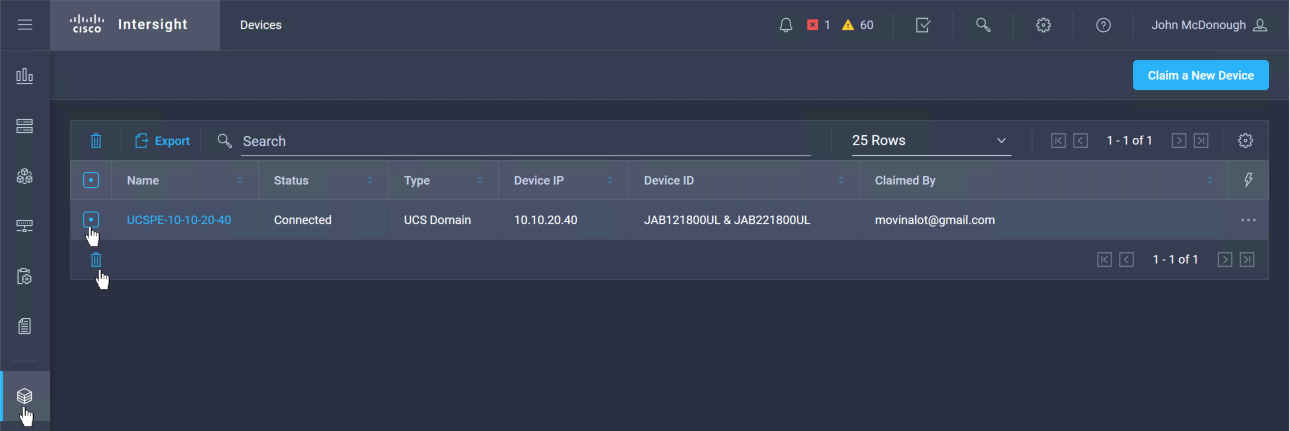 cisco Intersight Devices 1 60 John McDonough
Claim a New Device
Export Search 25 Rows 1 - 1 of 1
Name Status Type Device IP Device ID Claimed By
UCSPE-10-10-20-40 Connected UCS Domain 10.10.20.40 JAB121800UL & JAB221800UL movinalot@gmail.com
1 - 1 of 1